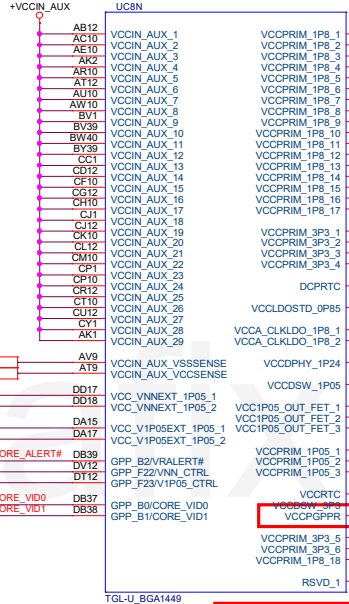 +VCCIN_AUX
UC8N
AB12 VCCIN_AUX_1 VCCPRIM_1P8_1
AC10 VCCIN_AUX_2 VCCPRIM_1P8_2
AE10 VCCIN_AUX_3 VCCPRIM_1P8_3
AK2 VCCIN_AUX_4 VCCPRIM_1P8_4
AR10 VCCIN_AUX_5 VCCPRIM_1P8_5
AT12 VCCIN_AUX_6 VCCPRIM_1P8_6
AU10 VCCIN_AUX_7 VCCPRIM_1P8_7
AW10 VCCIN_AUX_8 VCCPRIM_1P8_8
BV1 VCCIN_AUX_9 VCCPRIM_1P8_9
BV39 VCCIN_AUX_10 VCCPRIM_1P8_10
BW40 VCCIN_AUX_11 VCCPRIM_1P8_11
BY39 VCCIN_AUX_12 VCCPRIM_1P8_12
CC1 VCCIN_AUX_13 VCCPRIM_1P8_13
CD12 VCCIN_AUX_14 VCCPRIM_1P8_14
CF10 VCCIN_AUX_15 VCCPRIM_1P8_15
CG12 VCCIN_AUX_16 VCCPRIM_1P8_16
CH10 VCCIN_AUX_17 VCCPRIM_1P8_17
CJ1 VCCIN_AUX_18
CJ12 VCCIN_AUX_19 VCCPRIM_3P3_1
CK10 VCCIN_AUX_20 VCCPRIM_3P3_2
CL12 VCCIN_AUX_21 VCCPRIM_3P3_3
CM10 VCCIN_AUX_22 VCCPRIM_3P3_4
CP1 VCCIN_AUX_23
CP10 VCCIN_AUX_24 DCPRTC
CR12 VCCIN_AUX_25
CT10 VCCIN_AUX_26 VCCLDOSTD_0P85
CU12 VCCIN_AUX_27
CY1 VCCIN_AUX_28 VCCA_CLKLDO_1P8_1
AK1 VCCIN_AUX_29 VCCA_CLKLDO_1P8_2
AV9 VCCIN_AUX_VSSSENSE VCCDPHY_1P24
AT9 VCCIN_AUX_VCCSENSE
VCCDSW_1P05
DD17 VCC_VNNEXT_1P05_1
DD18 VCC_VNNEXT_1P05_2 VCC1P05_OUT_FET_1
VCC1P05_OUT_FET_2
DA15 VCC_V1P05EXT_1P05_1 VCC1P05_OUT_FET_3
DA17 VCC_V1P05EXT_1P05_2
CORE_ALERT# DB39 GPP_B2/VRALERT# VCCPRIM_1P05_1
DV12 GPP_F22/VNN_CTRL VCCPRIM_1P05_2
DT12 GPP_F23/V1P05_CTRL VCCPRIM_1P05_3
CORE_VID0 DB37 GPP_B0/CORE_VID0 VCCRTC
CORE_VID1 DB38 GPP_B1/CORE_VID1 VCCDSW_3P3
VCCPGPPR
VCCPRIM_3P3_5
VCCPRIM_3P3_6
VCCPRIM_1P8_18
RSVD_1
TGL-U_BGA1449